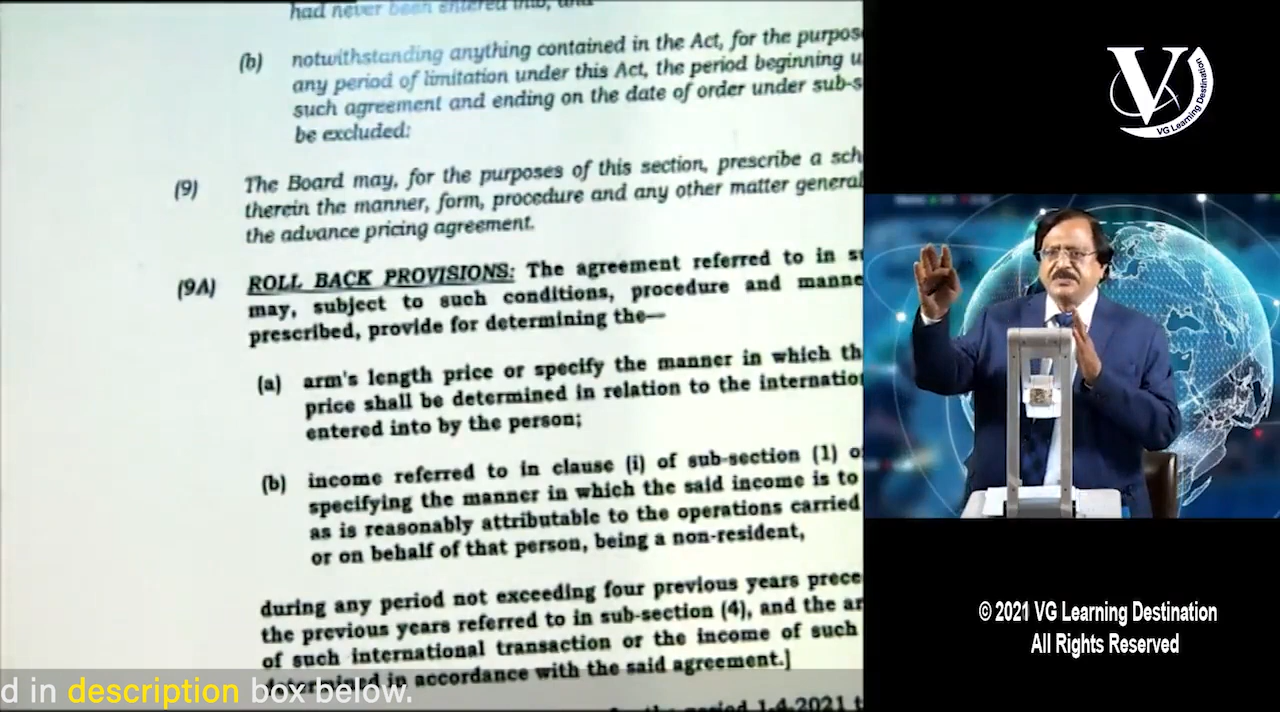 had never been entered into, and
(b) notwithstanding anything contained in the Act, for the purpos
any period of limitation under this Act, the period beginning u
such agreement and ending on the date of order under sub-s
be excluded:
(9) The Board may, for the purposes of this section, prescribe a sch
therein the manner, form, procedure and any other matter general
the advance pricing agreement.
(9A) ROLL BACK PROVISIONS: The agreement referred to in s
may, subject to such conditions, procedure and manne
prescribed, provide for determining the—
(a) arm's length price or specify the manner in which th
price shall be determined in relation to the internatio
entered into by the person;
(b) income referred to in clause (i) of sub-section (1) o
specifying the manner in which the said income is to
as is reasonably attributable to the operations carried
or on behalf of that person, being a non-resident,
during any period not exceeding four previous years prece
the previous years referred to in sub-section (4), and the ar
of such international transaction or the income of such
determined in accordance with the said agreement.]
the period 1.4.2021 t
d in description box below.
V
VG Learning Destination
© 2021 VG Learning Destination
All Rights Reserved